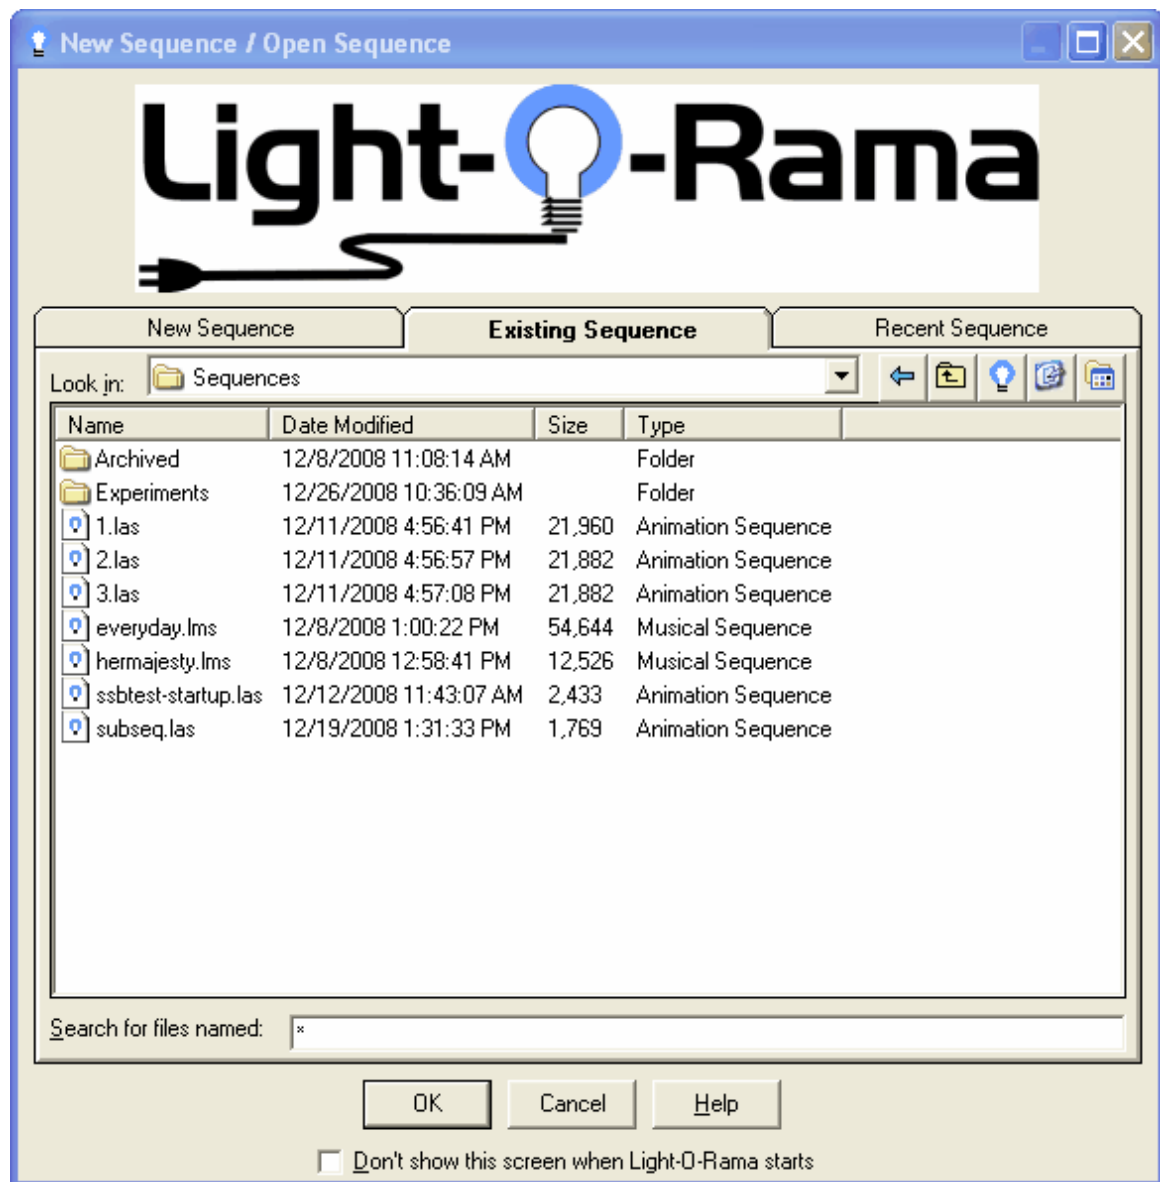 New Sequence / Open Sequence
Light-O-Rama
New Sequence Existing Sequence Recent Sequence
Look in: Sequences
Name Date Modified Size Type
Archived 12/8/2008 11:08:14 AM Folder
Experiments 12/26/2008 10:36:09 AM Folder
1.las 12/11/2008 4:56:41 PM 21,960 Animation Sequence
2.las 12/11/2008 4:56:57 PM 21,882 Animation Sequence
3.las 12/11/2008 4:57:08 PM 21,882 Animation Sequence
everyday.lms 12/8/2008 1:00:22 PM 54,644 Musical Sequence
hermajesty.lms 12/8/2008 12:58:41 PM 12,526 Musical Sequence
ssbtest-startup.las 12/12/2008 11:43:07 AM 2,433 Animation Sequence
subseq.las 12/19/2008 1:31:33 PM 1,769 Animation Sequence
Search for files named: *
OK Cancel Help
Don't show this screen when Light-O-Rama starts